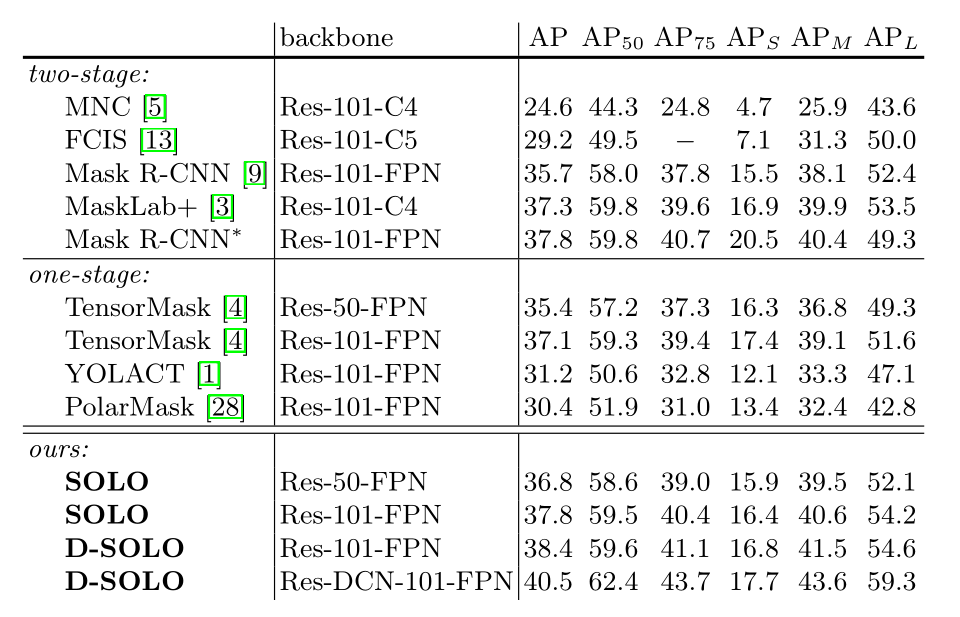 backbone AP AP50 AP75 APS APM APL
two-stage:
MNC [5] Res-101-C4 24.6 44.3 24.8 4.7 25.9 43.6
FCIS [13] Res-101-C5 29.2 49.5 − 7.1 31.3 50.0
Mask R-CNN [9] Res-101-FPN 35.7 58.0 37.8 15.5 38.1 52.4
MaskLab+ [3] Res-101-C4 37.3 59.8 39.6 16.9 39.9 53.5
Mask R-CNN* Res-101-FPN 37.8 59.8 40.7 20.5 40.4 49.3
one-stage:
TensorMask [4] Res-50-FPN 35.4 57.2 37.3 16.3 36.8 49.3
TensorMask [4] Res-101-FPN 37.1 59.3 39.4 17.4 39.1 51.6
YOLACT [1] Res-101-FPN 31.2 50.6 32.8 12.1 33.3 47.1
PolarMask [28] Res-101-FPN 30.4 51.9 31.0 13.4 32.4 42.8
ours:
SOLO Res-50-FPN 36.8 58.6 39.0 15.9 39.5 52.1
SOLO Res-101-FPN 37.8 59.5 40.4 16.4 40.6 54.2
D-SOLO Res-101-FPN 38.4 59.6 41.1 16.8 41.5 54.6
D-SOLO Res-DCN-101-FPN 40.5 62.4 43.7 17.7 43.6 59.3